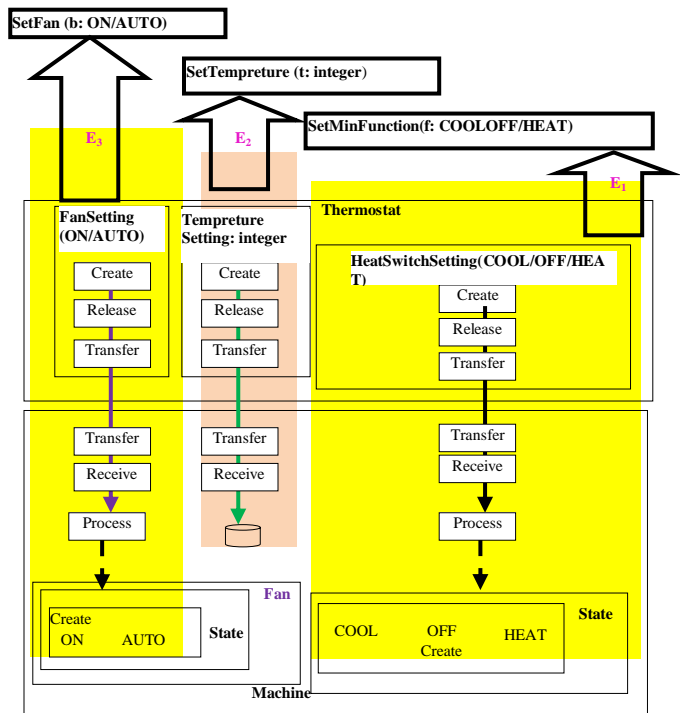 SetFan (b: ON/AUTO)
SetTempreture (t: integer)
SetMinFunction(f: COOLOFF/HEAT)
E3
E2
E1
Thermostat
FanSetting
(ON/AUTO)
Create
Release
Transfer
Tempreture
Setting: integer
Create
Release
Transfer
HeatSwitchSetting(COOL/OFF/HEA
T)
Create
Release
Transfer
Transfer
Receive
Process
Transfer
Receive
Transfer
Receive
Process
Fan
Create
ON AUTO
State
COOL OFF HEAT
Create
State
Machine